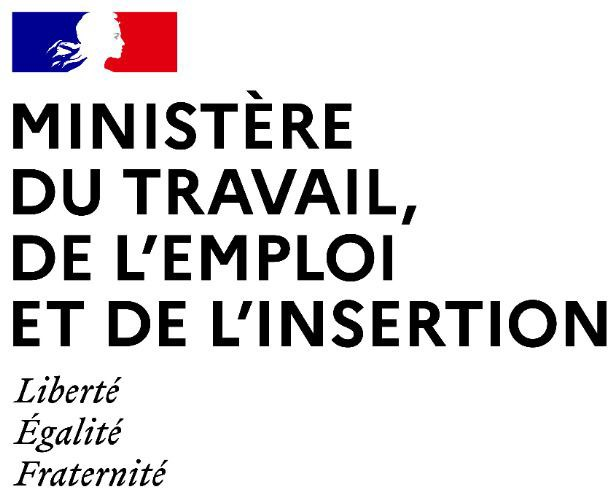 MINISTÈRE
DU TRAVAIL,
DE L’EMPLOI
ET DE L’INSERTION
Liberté
Égalité
Fraternité